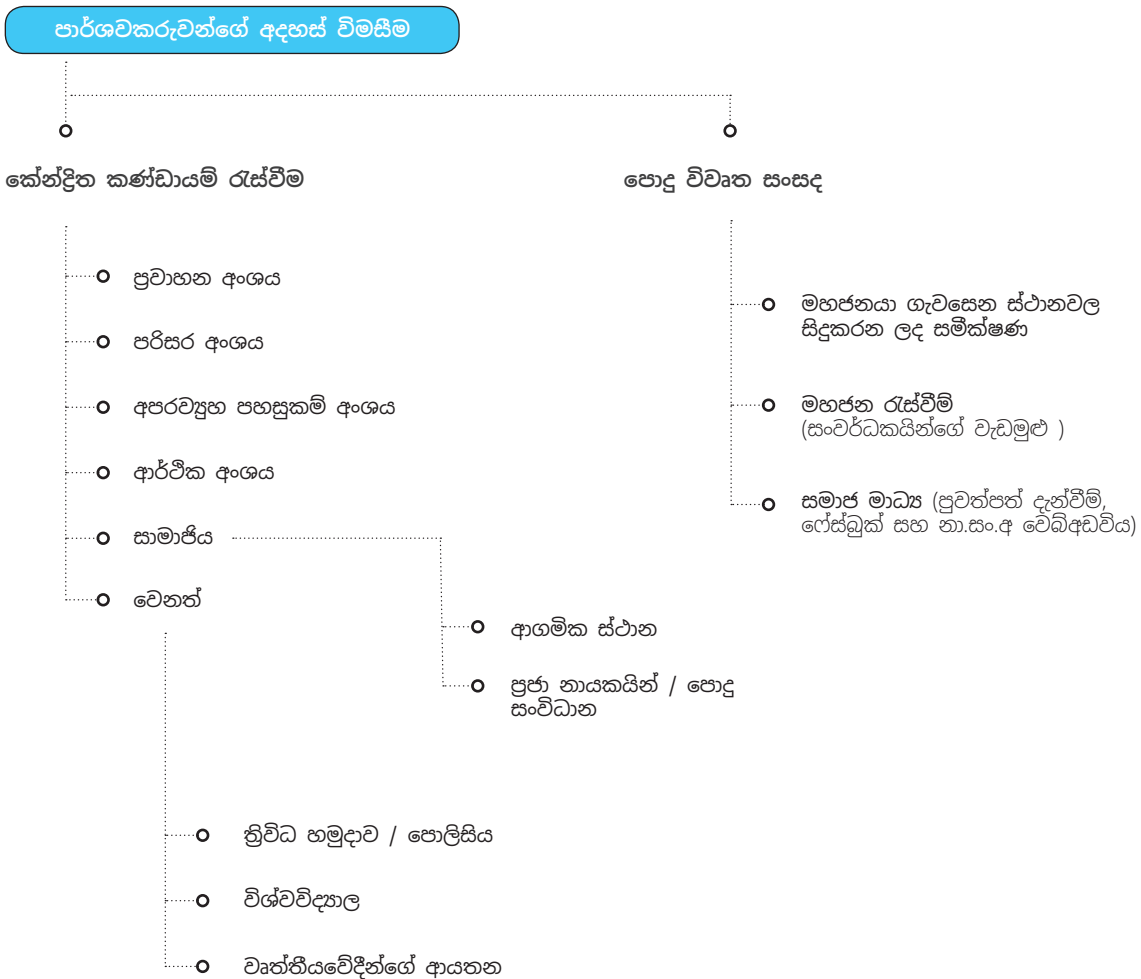 පාර්ශවකරුවන්ගේ අදහස් විමසීම
කේන්ද්‍රිත කණ්ඩායම් රැස්වීම
ප්‍රවාහන අංශය
පරිසර අංශය
අපරව්‍යුහ පහසුකම් අංශය
ආර්ථික අංශය
සාමාජීය
වෙනත්
ආගමික ස්ථාන
ප්‍රජා නායකයින් / පොදු
සංවිධාන
ත්‍රිවිධ හමුදාව / පොලිසිය
විශ්වවිද්‍යාල
වෘත්තීයවේදීන්ගේ ආයතන
පොදු විවෘත සංසද
මහජනයා ගැවසෙන ස්ථානවල
සිදුකරන ලද සමීක්ෂණ
මහජන රැස්වීම්
(සංවර්ධකයින්ගේ වැඩමුළු )
සමාජ මාධ්‍ය (පුවත්පත් දැන්වීම්,
ෆේස්බුක් සහ නා.සං.අ වෙබ්අඩවිය)